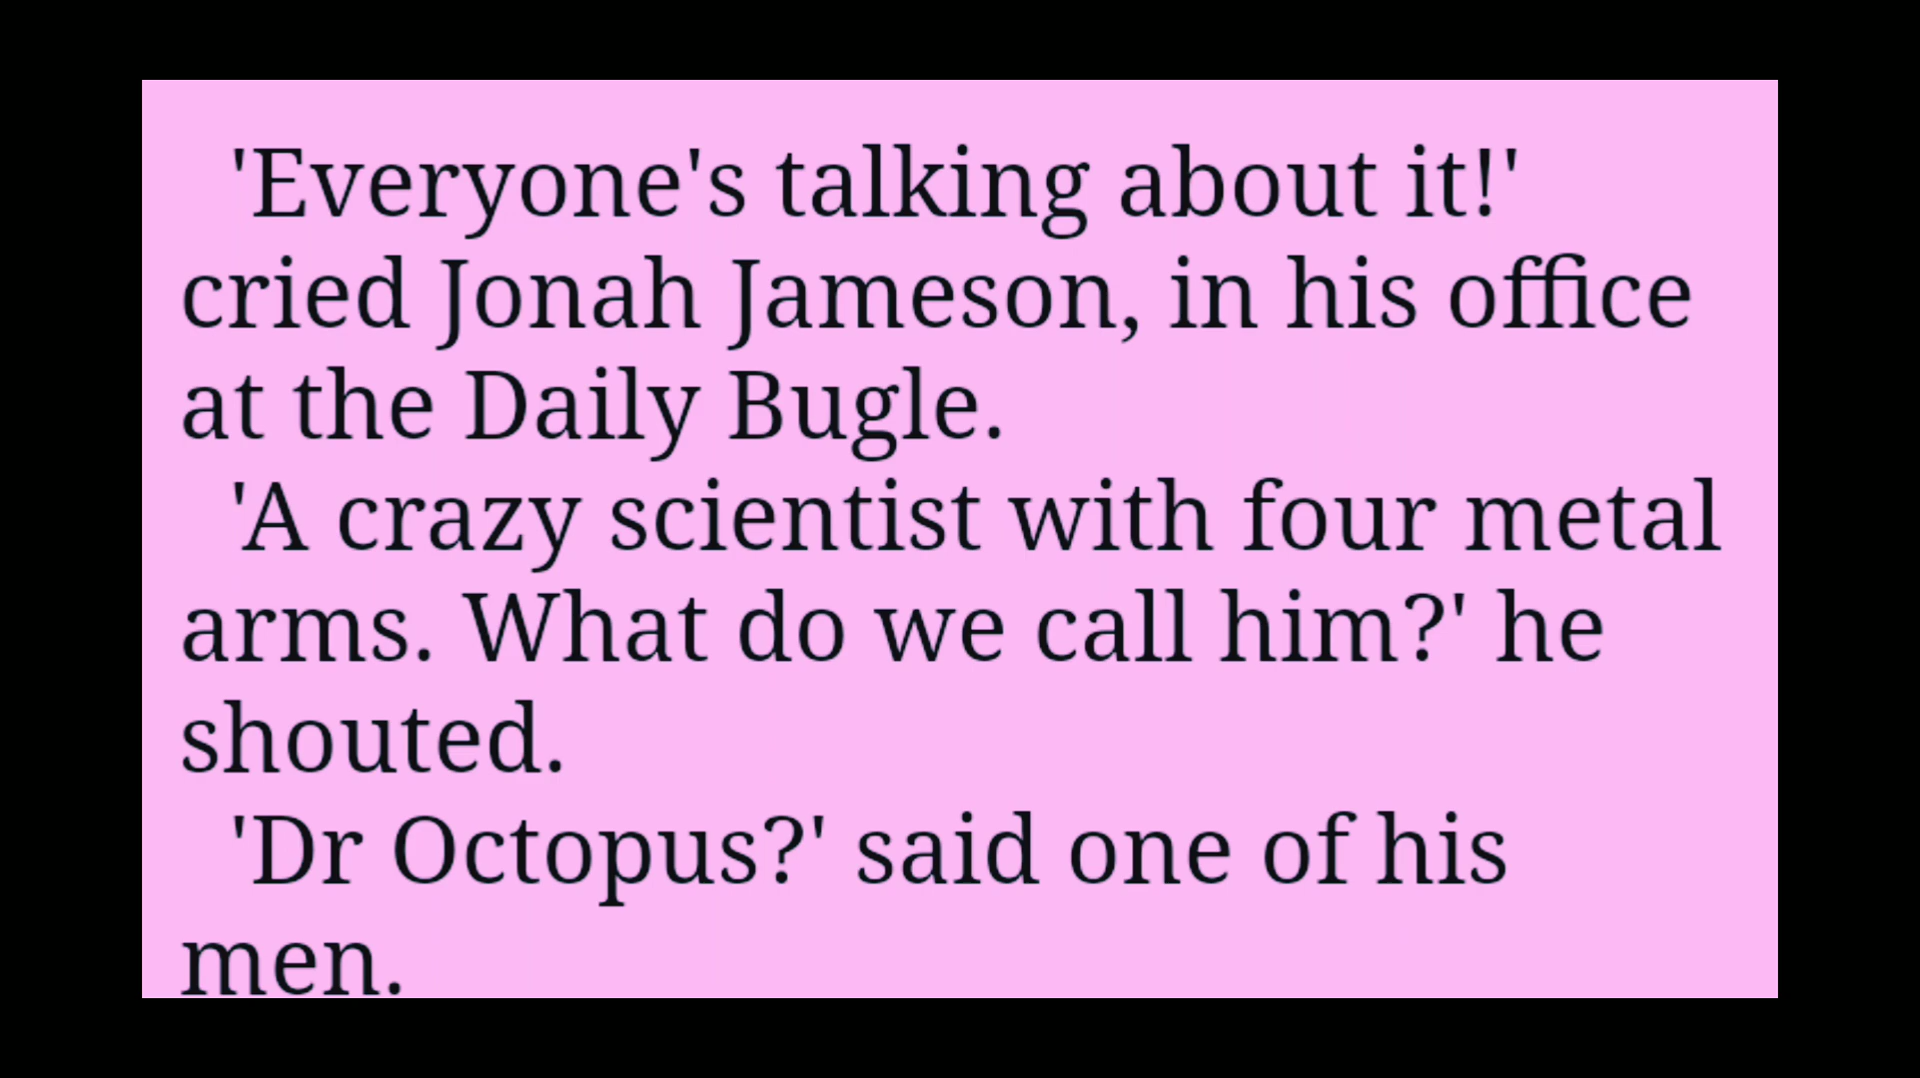 'Everyone's talking about it!'
cried Jonah Jameson, in his office
at the Daily Bugle.
'A crazy scientist with four metal
arms. What do we call him?' he
shouted.
'Dr Octopus?' said one of his
men.